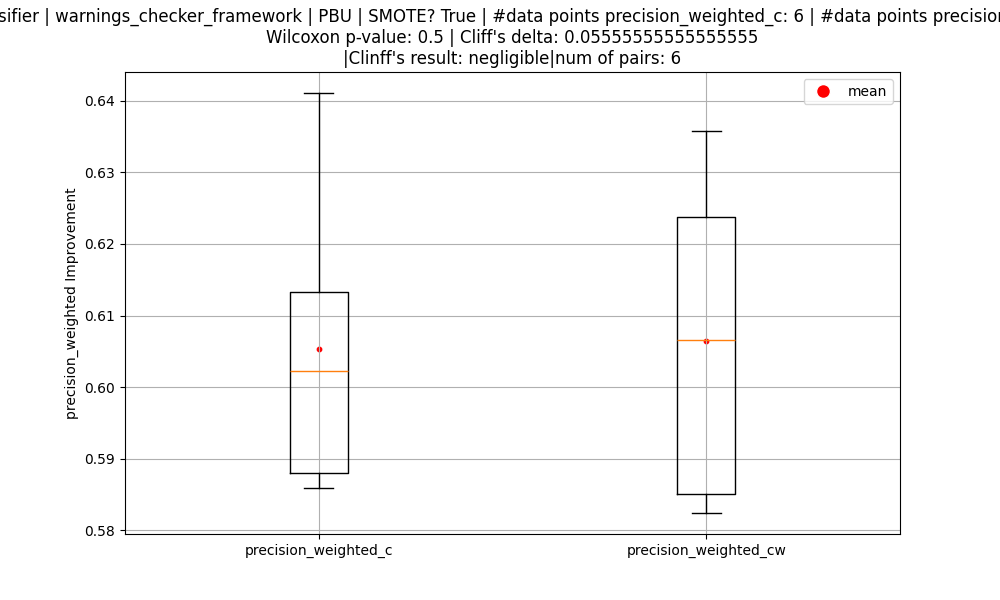 sifier | warnings_checker_framework | PBU | SMOTE? True | #data points precision_weighted_c: 6 | #data points precision
Wilcoxon p-value: 0.5 | Cliff's delta: 0.05555555555555555
|Clinff's result: negligible|num of pairs: 6
mean
0.64
0.63
0.62
0.61
0.60
0.59
0.58
precision_weighted Improvement
precision_weighted_c
precision_weighted_cw